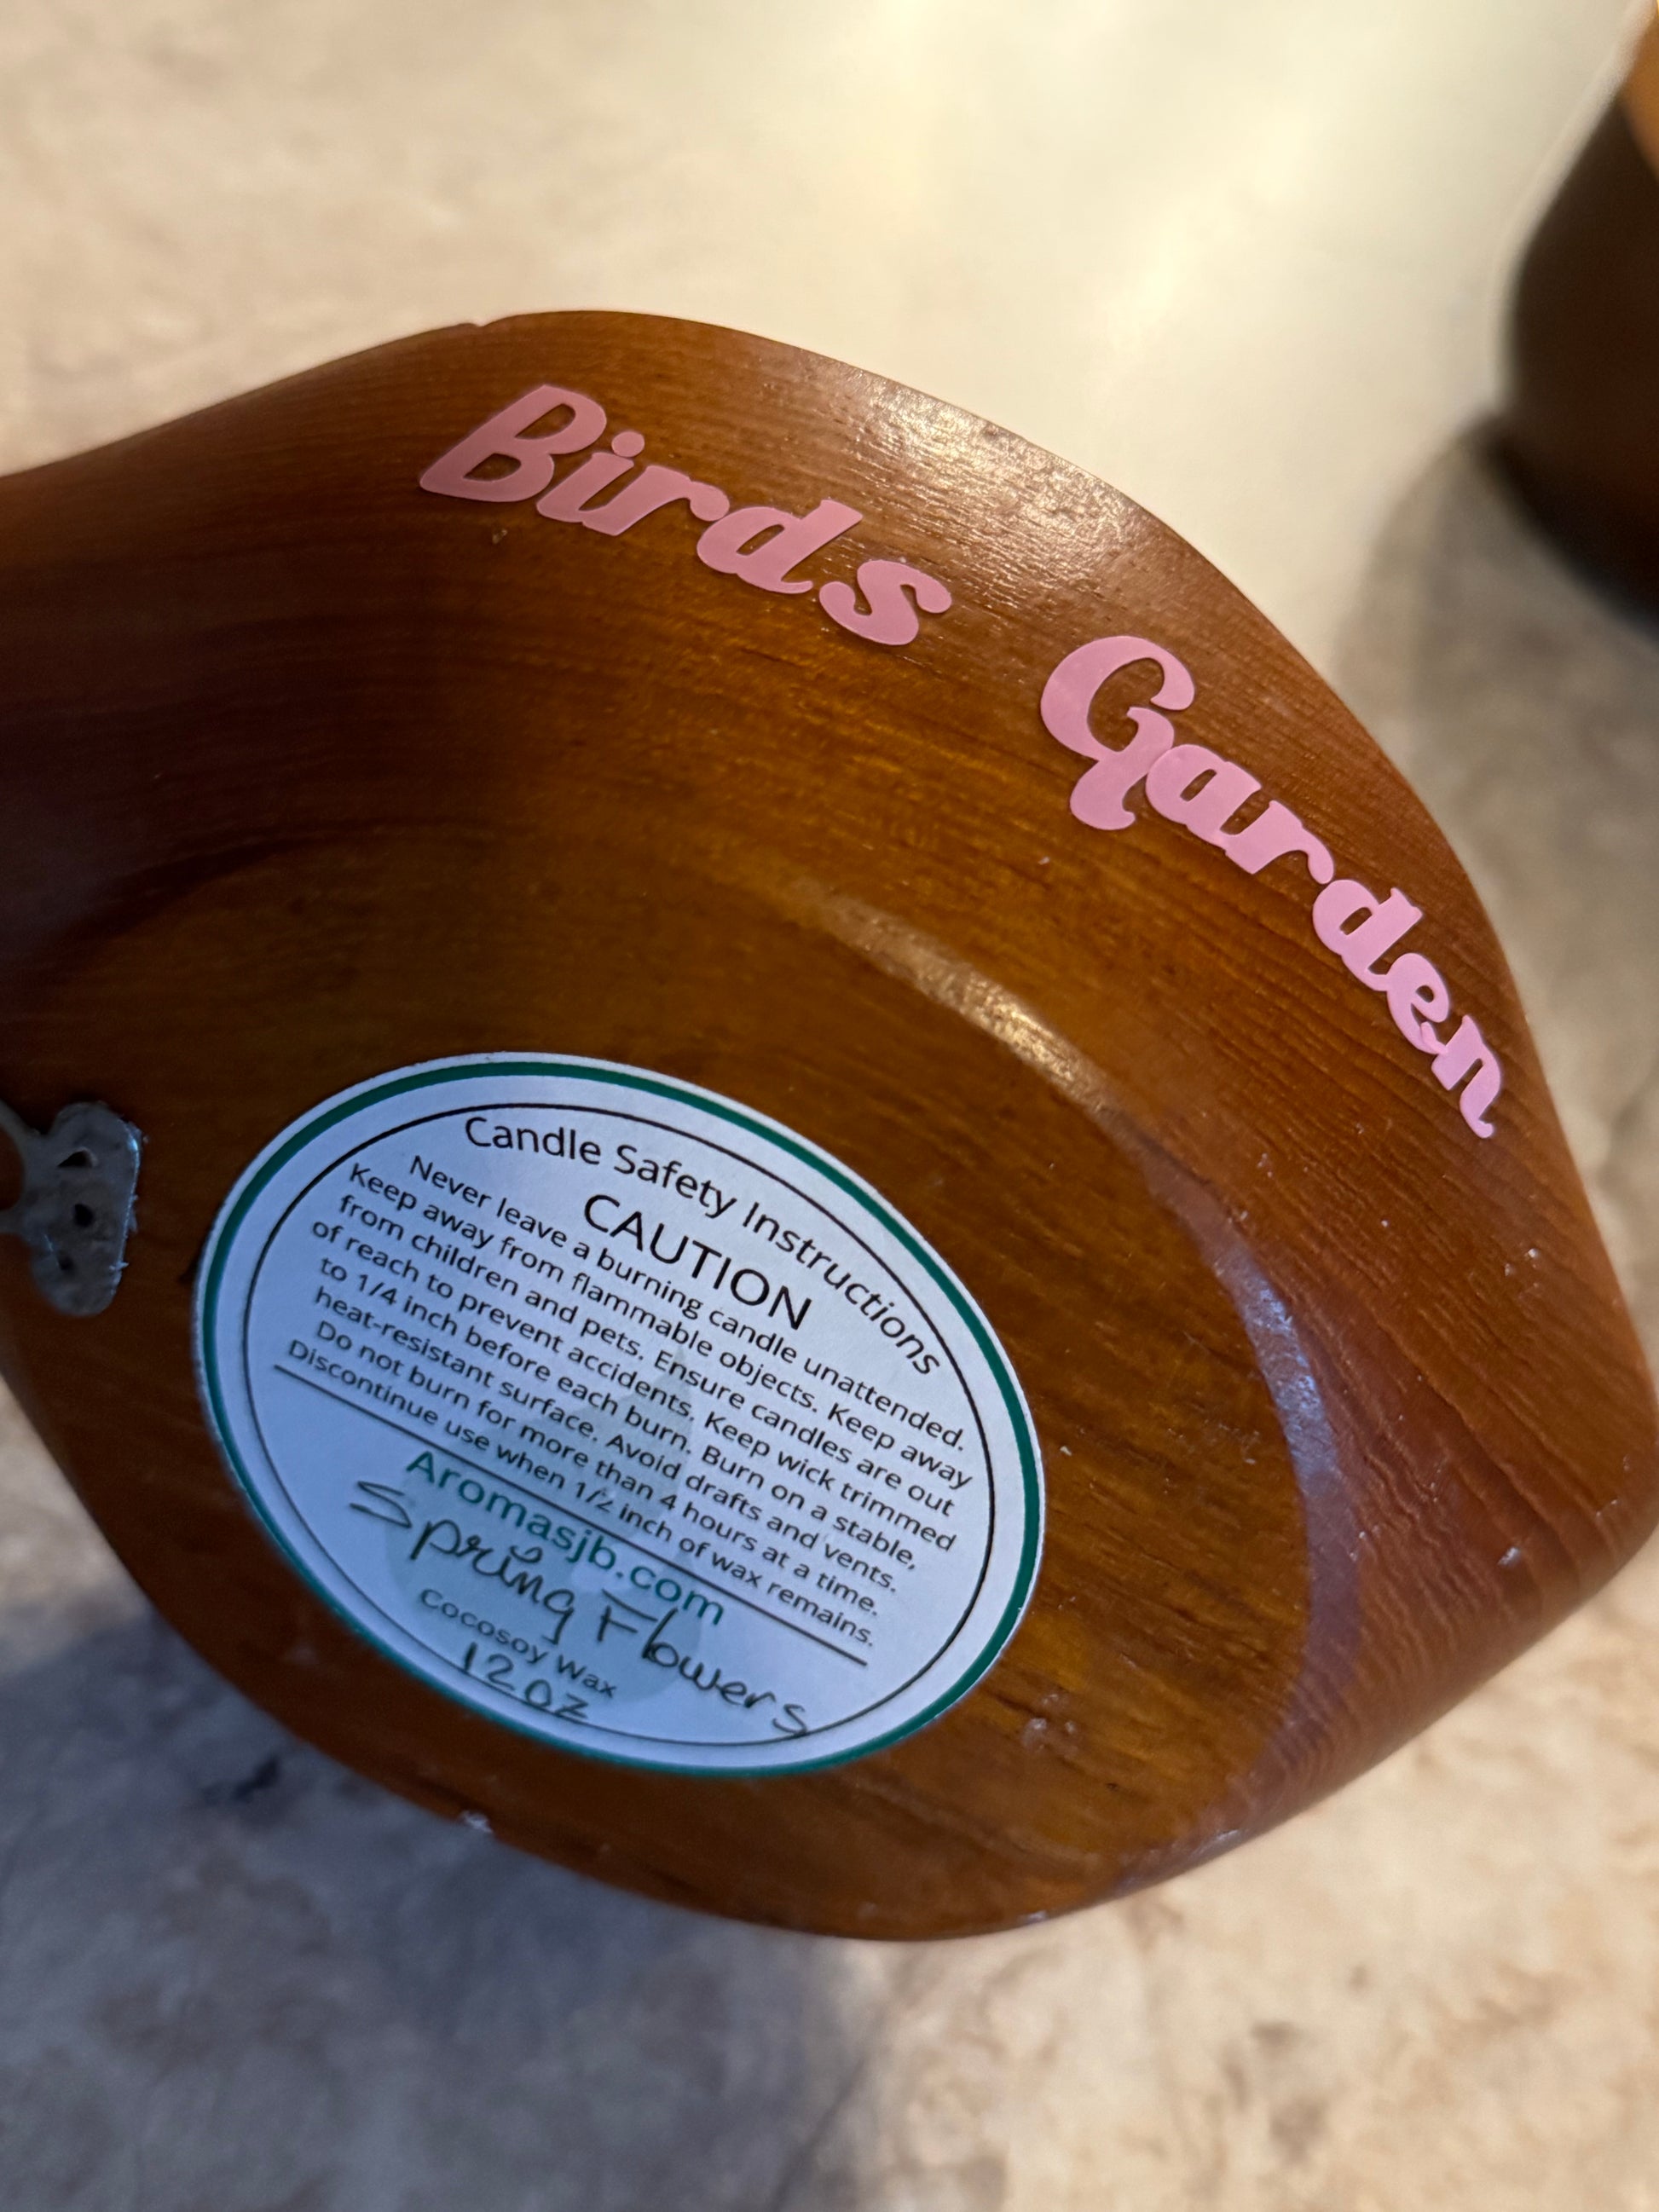 Birds Garden
Candle Safety Instructions
CAUTION
Never leave a burning candle unattended.
Keep away from flammable objects. Keep away
from children and pets. Ensure candles are out
of reach to prevent accidents. Keep wick trimmed
to 1/4 inch before each burn. Burn on a stable,
heat-resistant surface. Avoid drafts and vents.
Do not burn for more than 4 hours at a time.
Discontinue use when 1/2 inch of wax remains.
Aromasjb.com
Spring Flowers
Cocosoy Wax
12oz